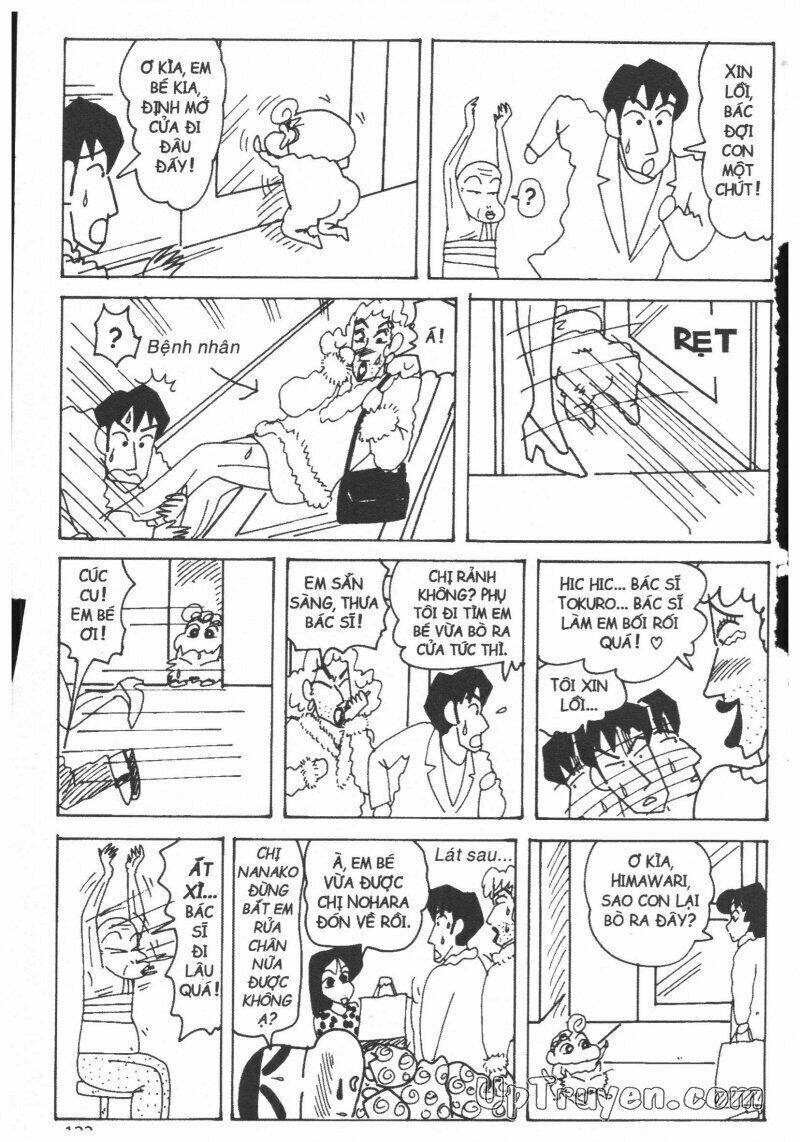 XIN
LỖI,
BÁC
ĐỢI
CON
MỘT
CHÚT!
?
Ơ KÌA, EM
BÉ KIA,
ĐỊNH MỞ
CỬA ĐI
ĐÂU
ĐẤY!
RẸT
Á!
Bệnh nhân
?
HIC HIC... BÁC SĨ
TOKURO... BÁC SĨ
LÀM EM BỐI RỐI
QUÁ! ♡
TÔI XIN
LỖI...
CHỊ RẢNH
KHÔNG? PHỤ
TÔI ĐI TÌM EM
BÉ VỪA BÒ RA
CỬA TỨC THÌ.
EM SẴN
SÀNG, THƯA
BÁC SĨ!
CÚC
CU!
EM BÉ
ƠI!
Ơ KÌA,
HIMAWARI,
SAO CON LẠI
BÒ RA ĐÂY?
Lát sau...
À, EM BÉ
VỪA ĐƯỢC
CHỊ NOHARA
ĐÓN VỀ RỒI.
CHỊ
NANAKO
ĐỪNG
BẮT EM
RỬA
CHÂN
NỮA
ĐƯỢC
KHÔNG
Ạ?
ẮT
XÌ...
BÁC
SĨ
ĐI
LÂU
QUÁ!
UpTruyen.com